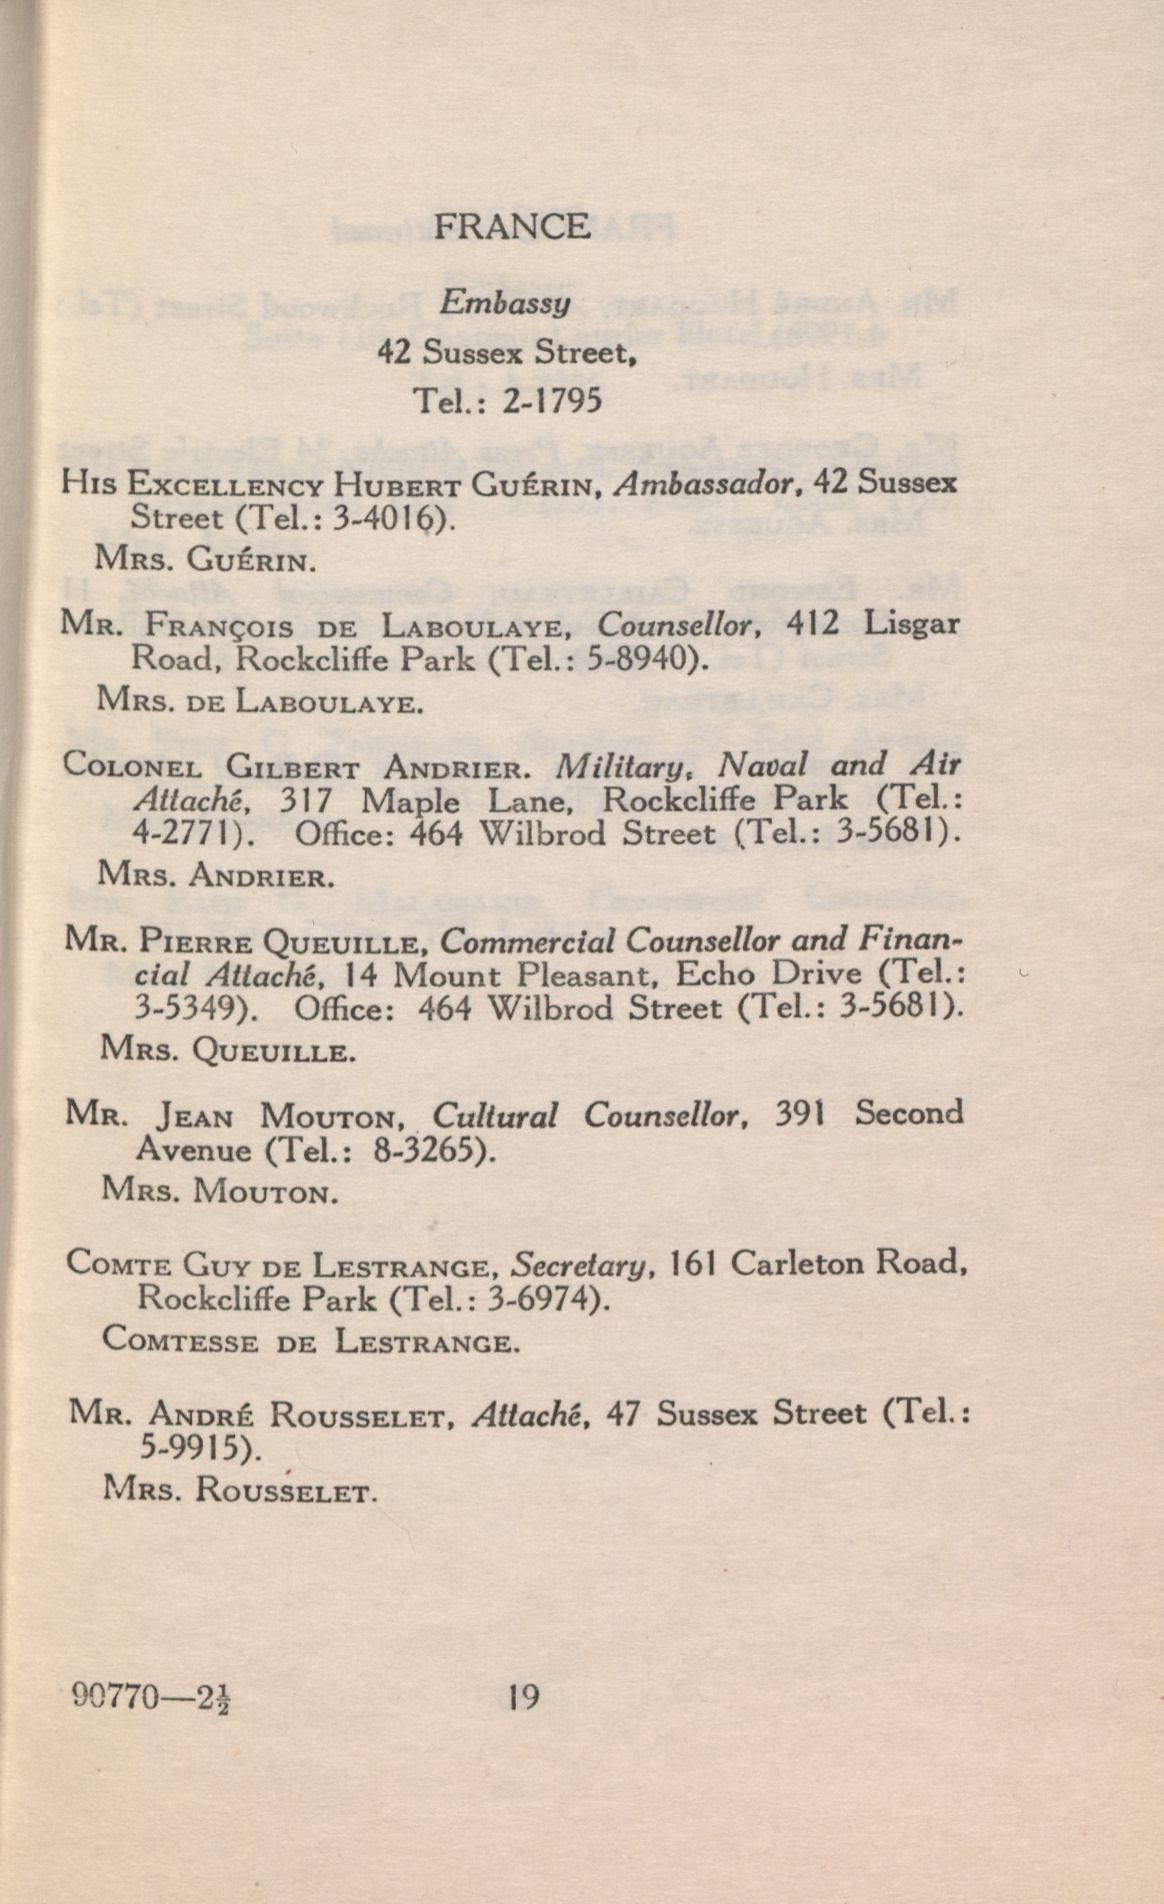 FRANCE
Embassy
42 Sussex Street,
Tel.: 2-1795
His Excellency Hubert Guérin, Ambassador, 42 Sussex
Street (Tel.: 3-4016).
Mrs. Guérin.
Mr. François de Laboulaye, Counsellor, 412 Lisgar
Road, Rockcliffe Park (Tel.: 5-8940).
Mrs. de Laboulaye.
Colonel Gilbert Andrier. Military, Naval and Air
Attaché, 317 Maple Lane, Rockcliffe Park (Tel.:
4-2771). Office: 464 Wilbrod Street (Tel.: 3-5681).
Mrs. Andrier.
Mr. Pierre Queuille, Commercial Counsellor and Finan-
cial Attaché, 14 Mount Pleasant, Echo Drive (Tel.:
3-5349). Office: 464 Wilbrod Street (Tel.: 3-5681).
Mrs. Queuille.
Mr. Jean Mouton, Cultural Counsellor, 391 Second
Avenue (Tel.: 8-3265).
Mrs. Mouton.
Comte Guy de Lestrange, Secretary, 161 Carleton Road,
Rockcliffe Park (Tel.: 3-6974).
Comtesse de Lestrange.
Mr. André Rousselet, Attaché, 47 Sussex Street (Tel.:
5-9915).
Mrs. Rousselet.
90770—2½ 19